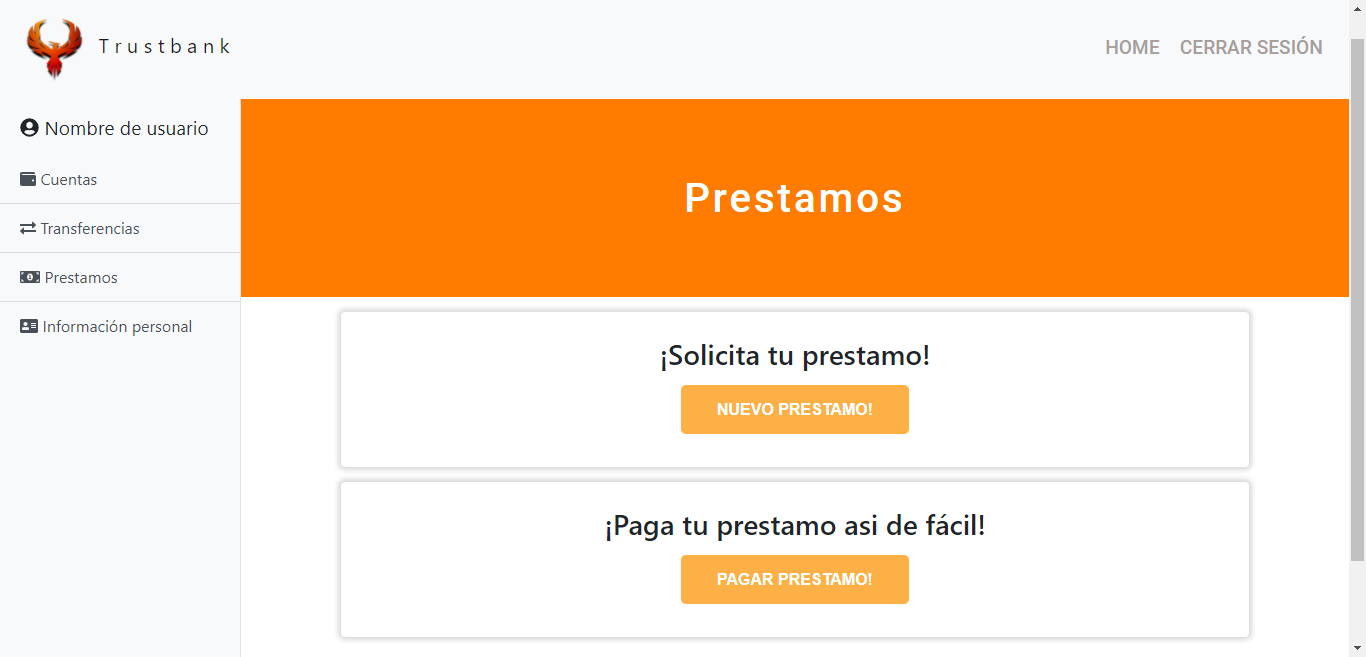 Trustbank
HOME CERRAR SESIÓN
Nombre de usuario
Cuentas
Transferencias
Prestamos
Información personal
Prestamos
¡Solicita tu prestamo!
NUEVO PRESTAMO!
¡Paga tu prestamo asi de fácil!
PAGAR PRESTAMO!